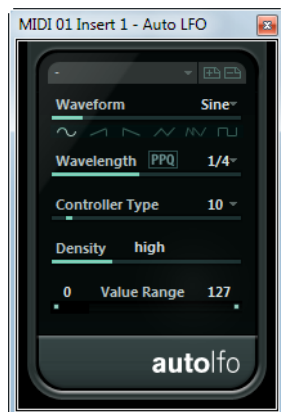 MIDI 01 Insert 1 - Auto LFO
-
Waveform Sine
Wavelength PPQ 1/4
Controller Type 10
Density high
0 Value Range 127
autolfo